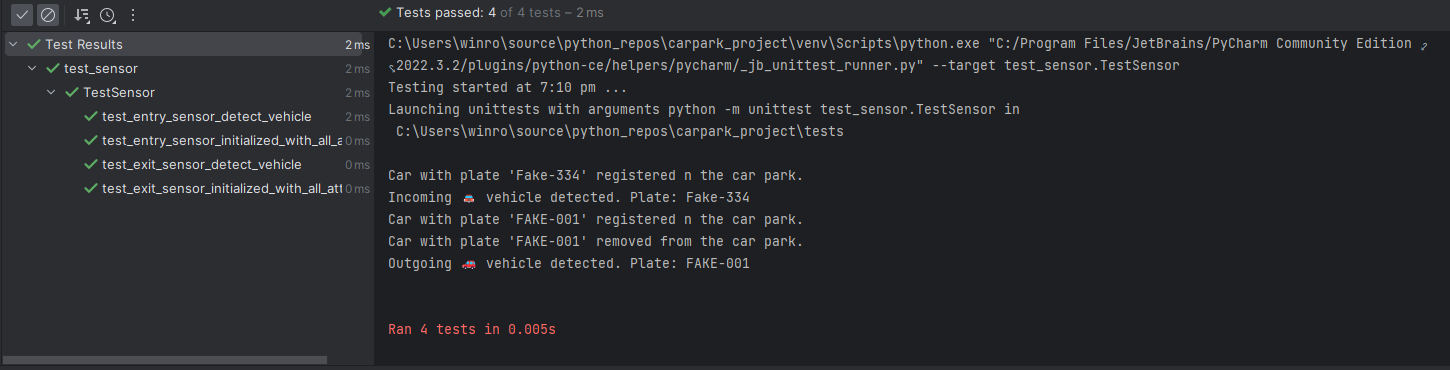 Tests passed: 4 of 4 tests – 2 ms
Test Results 2 ms
test_sensor 2 ms
TestSensor 2 ms
test_entry_sensor_detect_vehicle 2 ms
test_entry_sensor_initialized_with_all_a 0 ms
test_exit_sensor_detect_vehicle 0 ms
test_exit_sensor_initialized_with_all_att 0 ms
C:\Users\winro\source\python_repos\carpark_project\venv\Scripts\python.exe "C:/Program Files/JetBrains/PyCharm Community Edition
2022.3.2/plugins/python-ce/helpers/pycharm/_jb_unittest_runner.py" --target test_sensor.TestSensor
Testing started at 7:10 pm ...
Launching unittests with arguments python -m unittest test_sensor.TestSensor in
C:\Users\winro\source\python_repos\carpark_project\tests
Car with plate 'Fake-334' registered n the car park.
Incoming 🚘 vehicle detected. Plate: Fake-334
Car with plate 'FAKE-001' registered n the car park.
Car with plate 'FAKE-001' removed from the car park.
Outgoing 🚗 vehicle detected. Plate: FAKE-001
Ran 4 tests in 0.005s